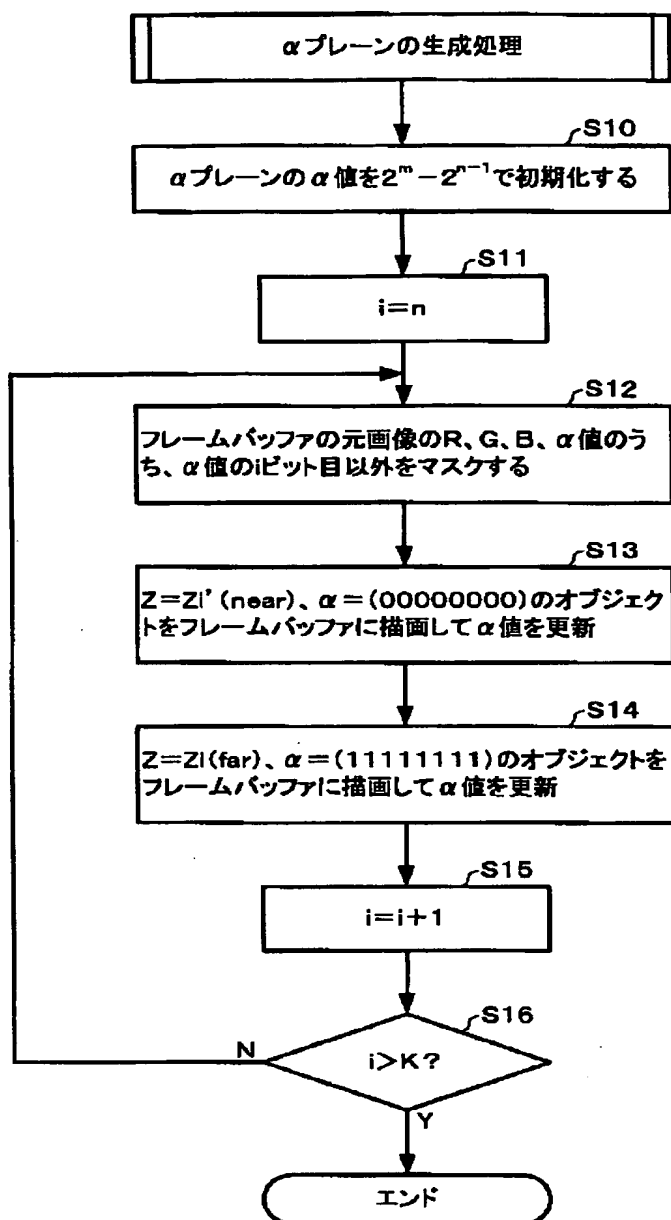 αプレーンの生成処理
S10
αプレーンのα値を2^m−2^{n−1}で初期化する
S11
i=n
S12
フレームバッファの元画像のR、G、B、α値のう
ち、α値のiビット目以外をマスクする
S13
Z=Zi'(near)、α=(00000000)のオブジェク
トをフレームバッファに描画してα値を更新
S14
Z=Zi(far)、α=(11111111)のオブジェクトを
フレームバッファに描画してα値を更新
S15
i=i+1
S16
i>K?
N
Y
エンド